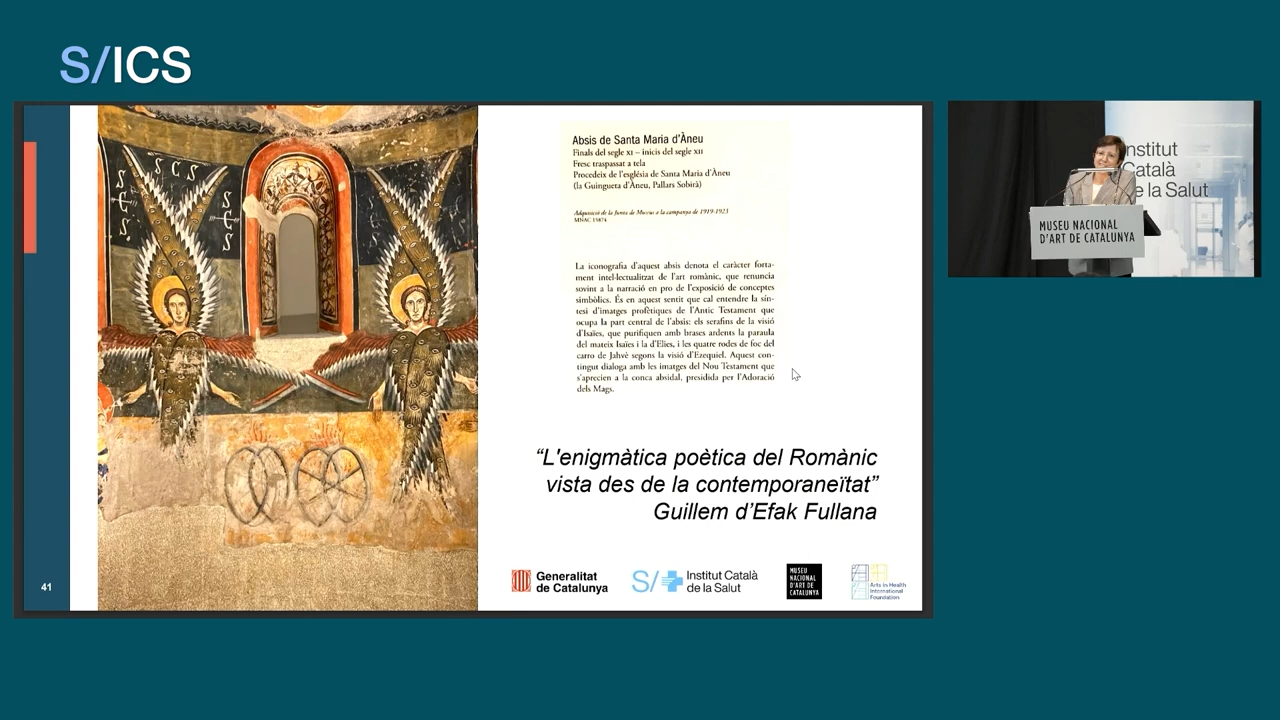 S/ICS
SCS
SCS
SCS
Absis de Santa Maria d'Àneu
Finals del segle XI – inicis del segle XII
Fresc traspassat a tela
Procedeix de l'església de Santa Maria d'Àneu
(la Guingueta d'Àneu, Pallars Sobirà)
Adquisició de la Junta de Museus a la campanya de 1919-1923
MNAC 15874
La iconografia d'aquest absis denota el caràcter forta-
ment intel·lectualitzat de l'art romànic, que renuncia
sovint a la narració en pro de l'exposició de conceptes
simbòlics. És en aquest sentit que cal entendre la sín-
tesi d'imatges profètiques de l'Antic Testament que
ocupa la part central de l'absis: els serafins de la visió
d'Isaïes, que purifiquen amb brases ardents la paraula
del mateix Isaïes i la d'Elies, i les quatre rodes de foc del
carro de Jahvè segons la visió d'Ezequiel. Aquest con-
tingut dialoga amb les imatges del Nou Testament que
s'aprecien a la conca absidal, presidida per l'Adoració
dels Mags.
"L'enigmàtica poètica del Romànic
vista des de la contemporaneïtat"
Guillem d'Efak Fullana
41
Generalitat
de Catalunya
S/ Institut Català
de la Salut
MUSEU
NACIONAL
D'ART DE
CATALUNYA
Arts in Health
International
Foundation
Institut
Català
de la Salut
MUSEU NACIONAL
D'ART DE CATALUNYA